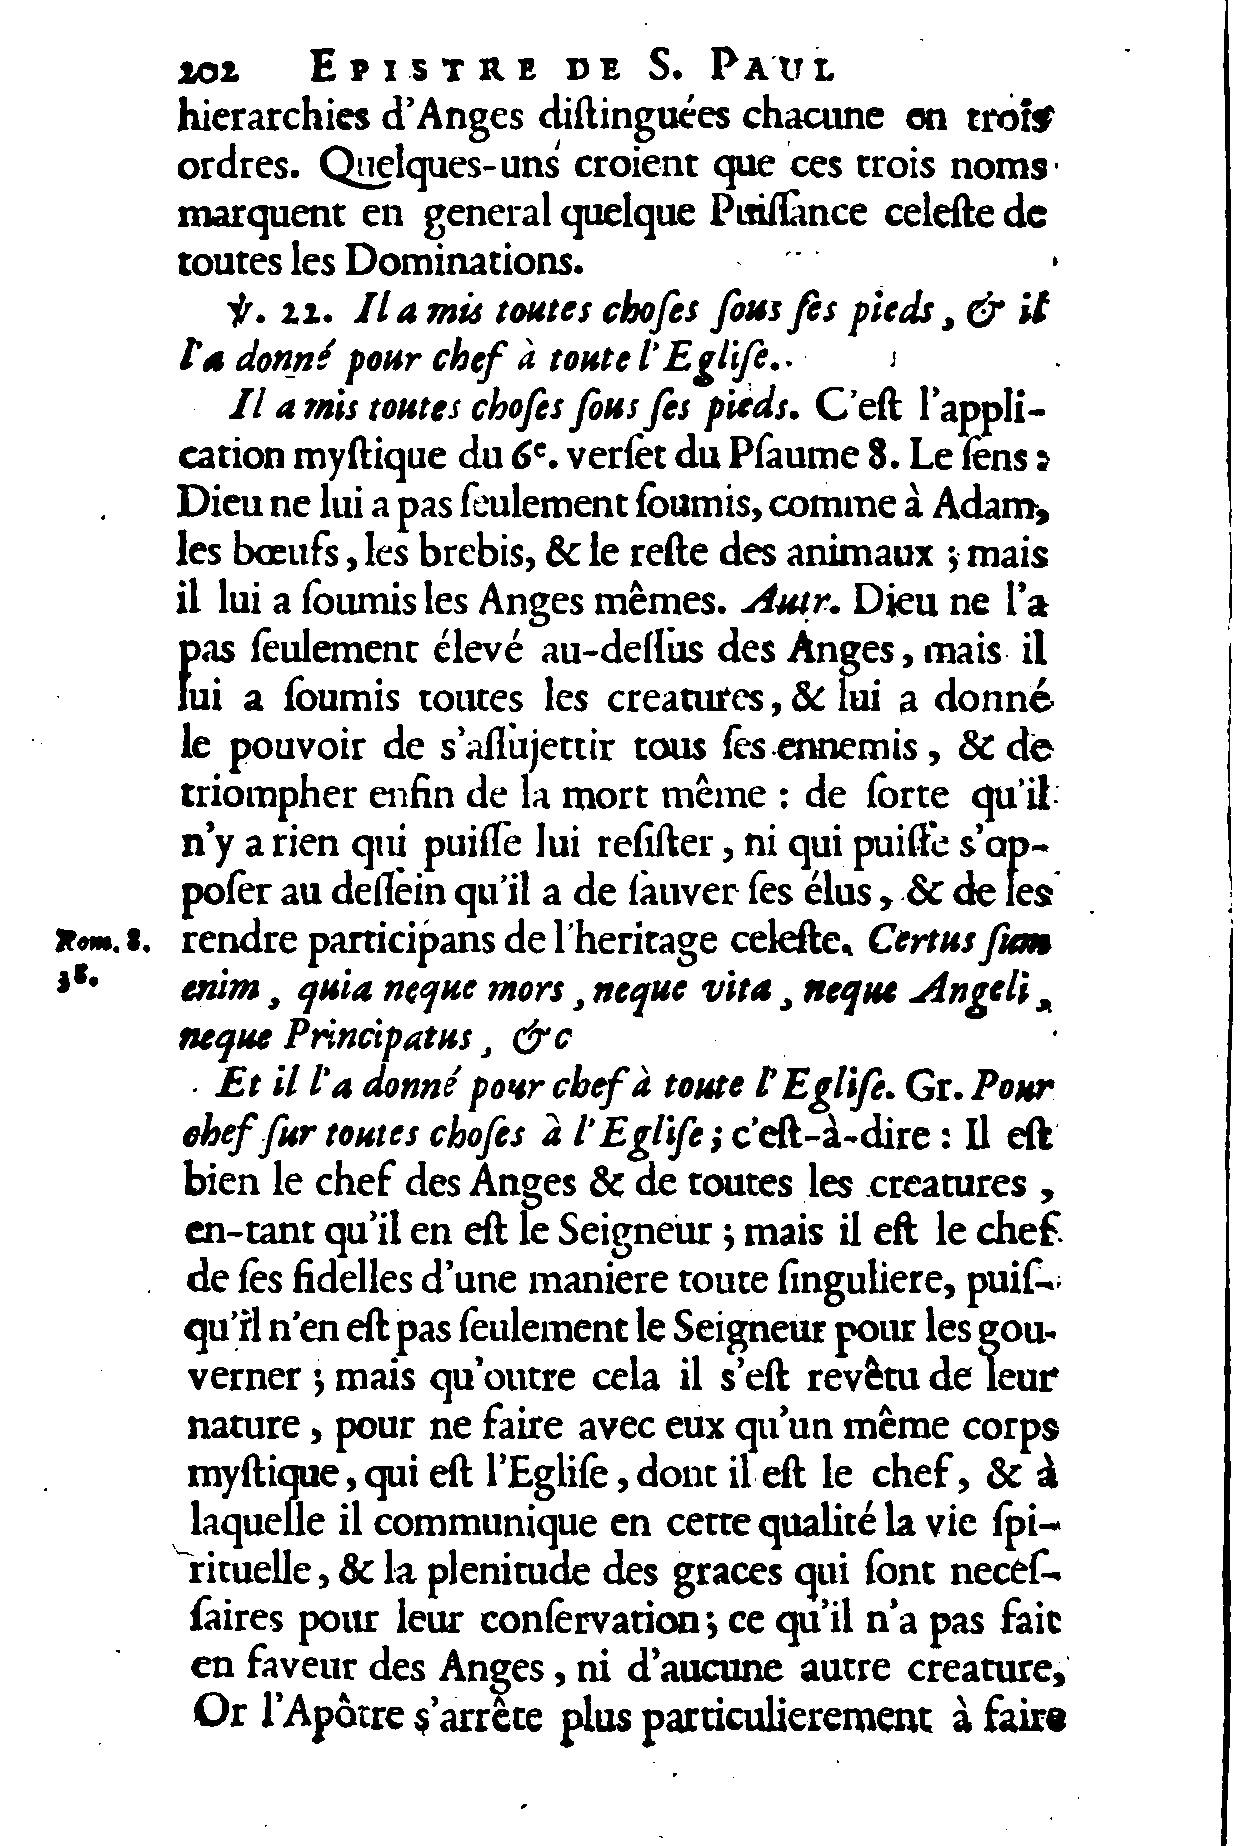 202 EPISTRE DE S. PAUL
hierarchies d'Anges diſtinguées chacune en trois
ordres. Quelques-uns croient que ces trois noms
marquent en general quelque Puiſſance celeſte de
toutes les Dominations.
℣. 22. Il a mis toutes choſes ſous ſes pieds, & il
l'a donné pour chef à toute l'Egliſe.
Il a mis toutes choſes ſous ſes pieds. C'eſt l'appli-
cation myſtique du 6e. verſet du Pſaume 8. Le ſens:
Dieu ne lui a pas ſeulement ſoumis, comme à Adam,
les bœufs, les brebis, & le reſte des animaux; mais
il lui a ſoumis les Anges mêmes. Autr. Dieu ne l'a
pas ſeulement élevé au-deſſus des Anges, mais il
lui a ſoumis toutes les creatures, & lui a donné
le pouvoir de s'aſſujettir tous ſes ennemis, & de
triompher enfin de la mort même : de ſorte qu'il
n'y a rien qui puiſſe lui reſiſter, ni qui puiſſe s'op-
poſer au deſſein qu'il a de ſauver ſes élus, & de les
Rom. 8. rendre participans de l'heritage celeſte. Certus ſum
38. enim, quia neque mors, neque vita, neque Angeli,
neque Principatus, &c
Et il l'a donné pour chef à toute l'Egliſe. Gr. Pour
chef ſur toutes choſes à l'Egliſe; c'eſt-à-dire : Il eſt
bien le chef des Anges & de toutes les creatures,
en-tant qu'il en eſt le Seigneur; mais il eſt le chef
de ſes fidelles d'une maniere toute ſinguliere, puiſ-
qu'il n'en eſt pas ſeulement le Seigneur pour les gou-
verner; mais qu'outre cela il s'eſt revêtu de leur
nature, pour ne faire avec eux qu'un même corps
myſtique, qui eſt l'Egliſe, dont il eſt le chef, & à
laquelle il communique en cette qualité la vie ſpi-
rituelle, & la plenitude des graces qui ſont neceſ-
ſaires pour leur conſervation; ce qu'il n'a pas fait
en faveur des Anges, ni d'aucune autre creature,
Or l'Apôtre s'arrête plus particulierement à faire